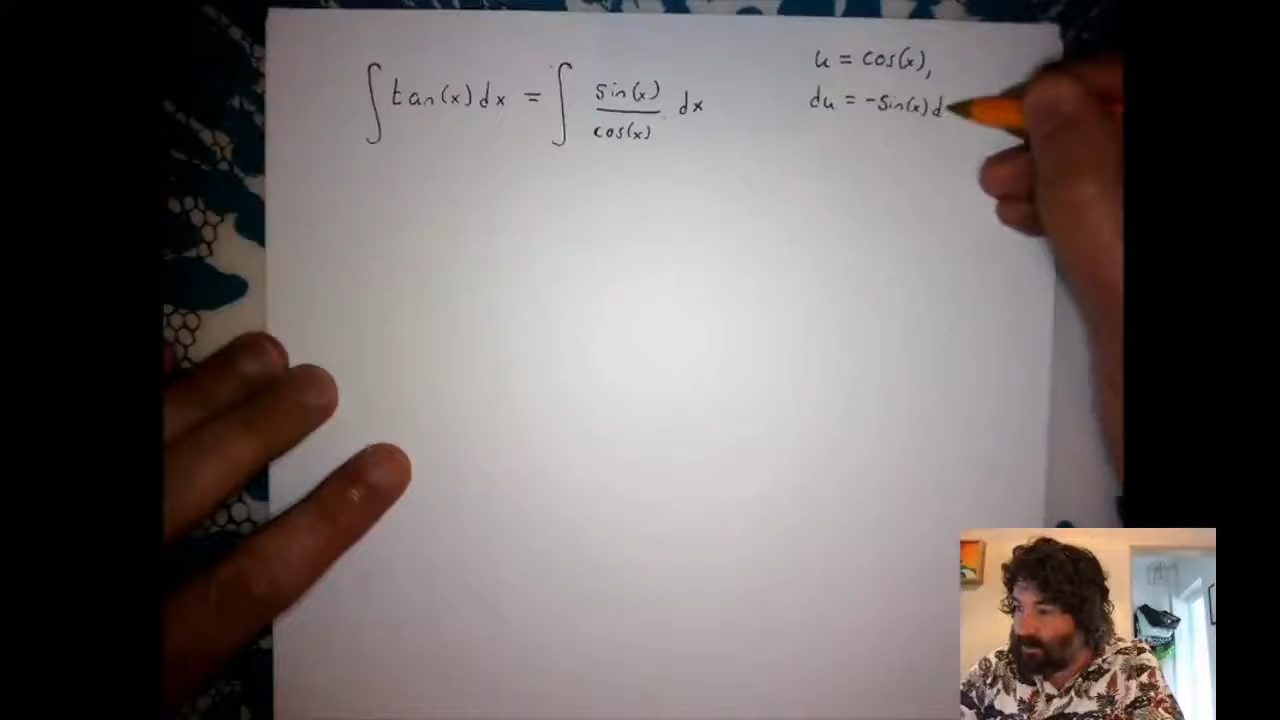 ∫tan(x)dx = ∫ sin(x)/cos(x) dx
u = cos(x),
du = -sin(x)d